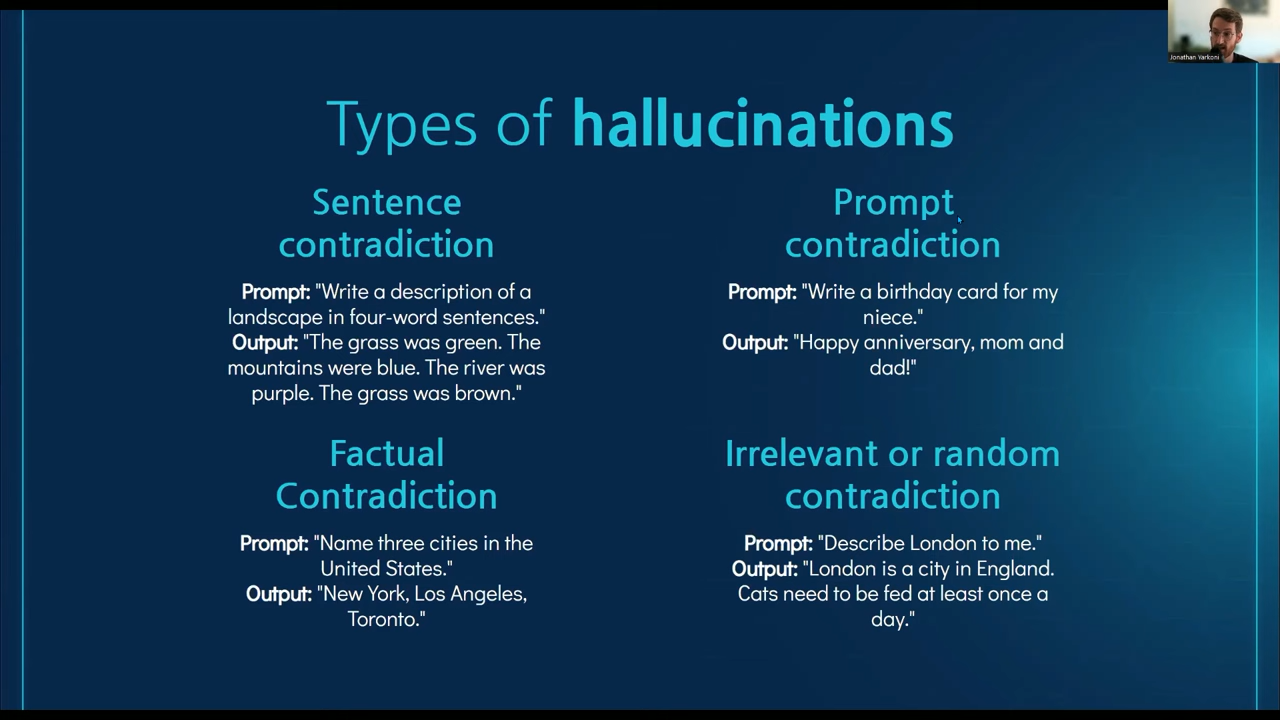 Jonathan Yarkoni
Types of hallucinations
Sentence
contradiction
Prompt: "Write a description of a
landscape in four-word sentences."
Output: "The grass was green. The
mountains were blue. The river was
purple. The grass was brown."
Prompt
contradiction
Prompt: "Write a birthday card for my
niece."
Output: "Happy anniversary, mom and
dad!"
Factual
Contradiction
Prompt: "Name three cities in the
United States."
Output: "New York, Los Angeles,
Toronto."
Irrelevant or random
contradiction
Prompt: "Describe London to me."
Output: "London is a city in England.
Cats need to be fed at least once a
day."